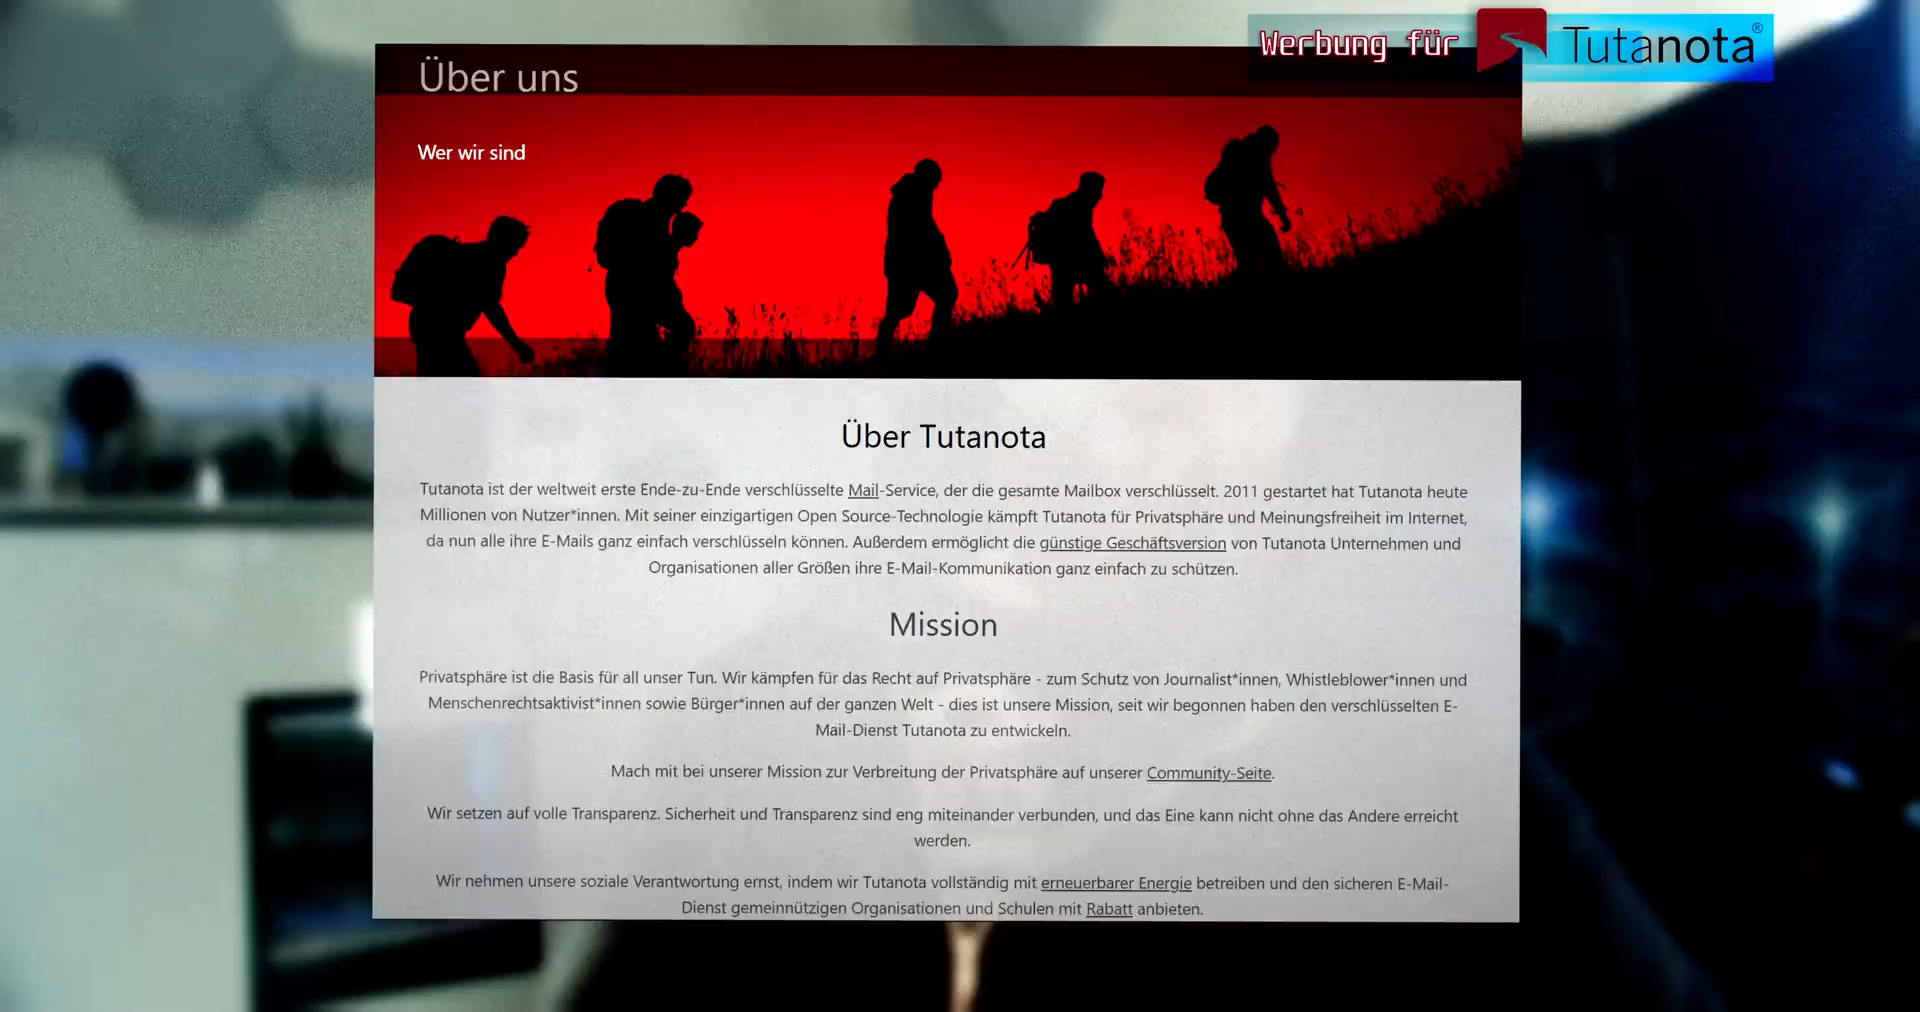 Werbung für Tutanota®
Über uns
Wer wir sind
Über Tutanota
Tutanota ist der weltweit erste Ende-zu-Ende verschlüsselte Mail-Service, der die gesamte Mailbox verschlüsselt. 2011 gestartet hat Tutanota heute
Millionen von Nutzer*innen. Mit seiner einzigartigen Open Source-Technologie kämpft Tutanota für Privatsphäre und Meinungsfreiheit im Internet,
da nun alle ihre E-Mails ganz einfach verschlüsseln können. Außerdem ermöglicht die günstige Geschäftsversion von Tutanota Unternehmen und
Organisationen aller Größen ihre E-Mail-Kommunikation ganz einfach zu schützen.
Mission
Privatsphäre ist die Basis für all unser Tun. Wir kämpfen für das Recht auf Privatsphäre - zum Schutz von Journalist*innen, Whistleblower*innen und
Menschenrechtsaktivist*innen sowie Bürger*innen auf der ganzen Welt - dies ist unsere Mission, seit wir begonnen haben den verschlüsselten E-
Mail-Dienst Tutanota zu entwickeln.
Mach mit bei unserer Mission zur Verbreitung der Privatsphäre auf unserer Community-Seite.
Wir setzen auf volle Transparenz. Sicherheit und Transparenz sind eng miteinander verbunden, und das Eine kann nicht ohne das Andere erreicht
werden.
Wir nehmen unsere soziale Verantwortung ernst, indem wir Tutanota vollständig mit erneuerbarer Energie betreiben und den sicheren E-Mail-
Dienst gemeinnützigen Organisationen und Schulen mit Rabatt anbieten.